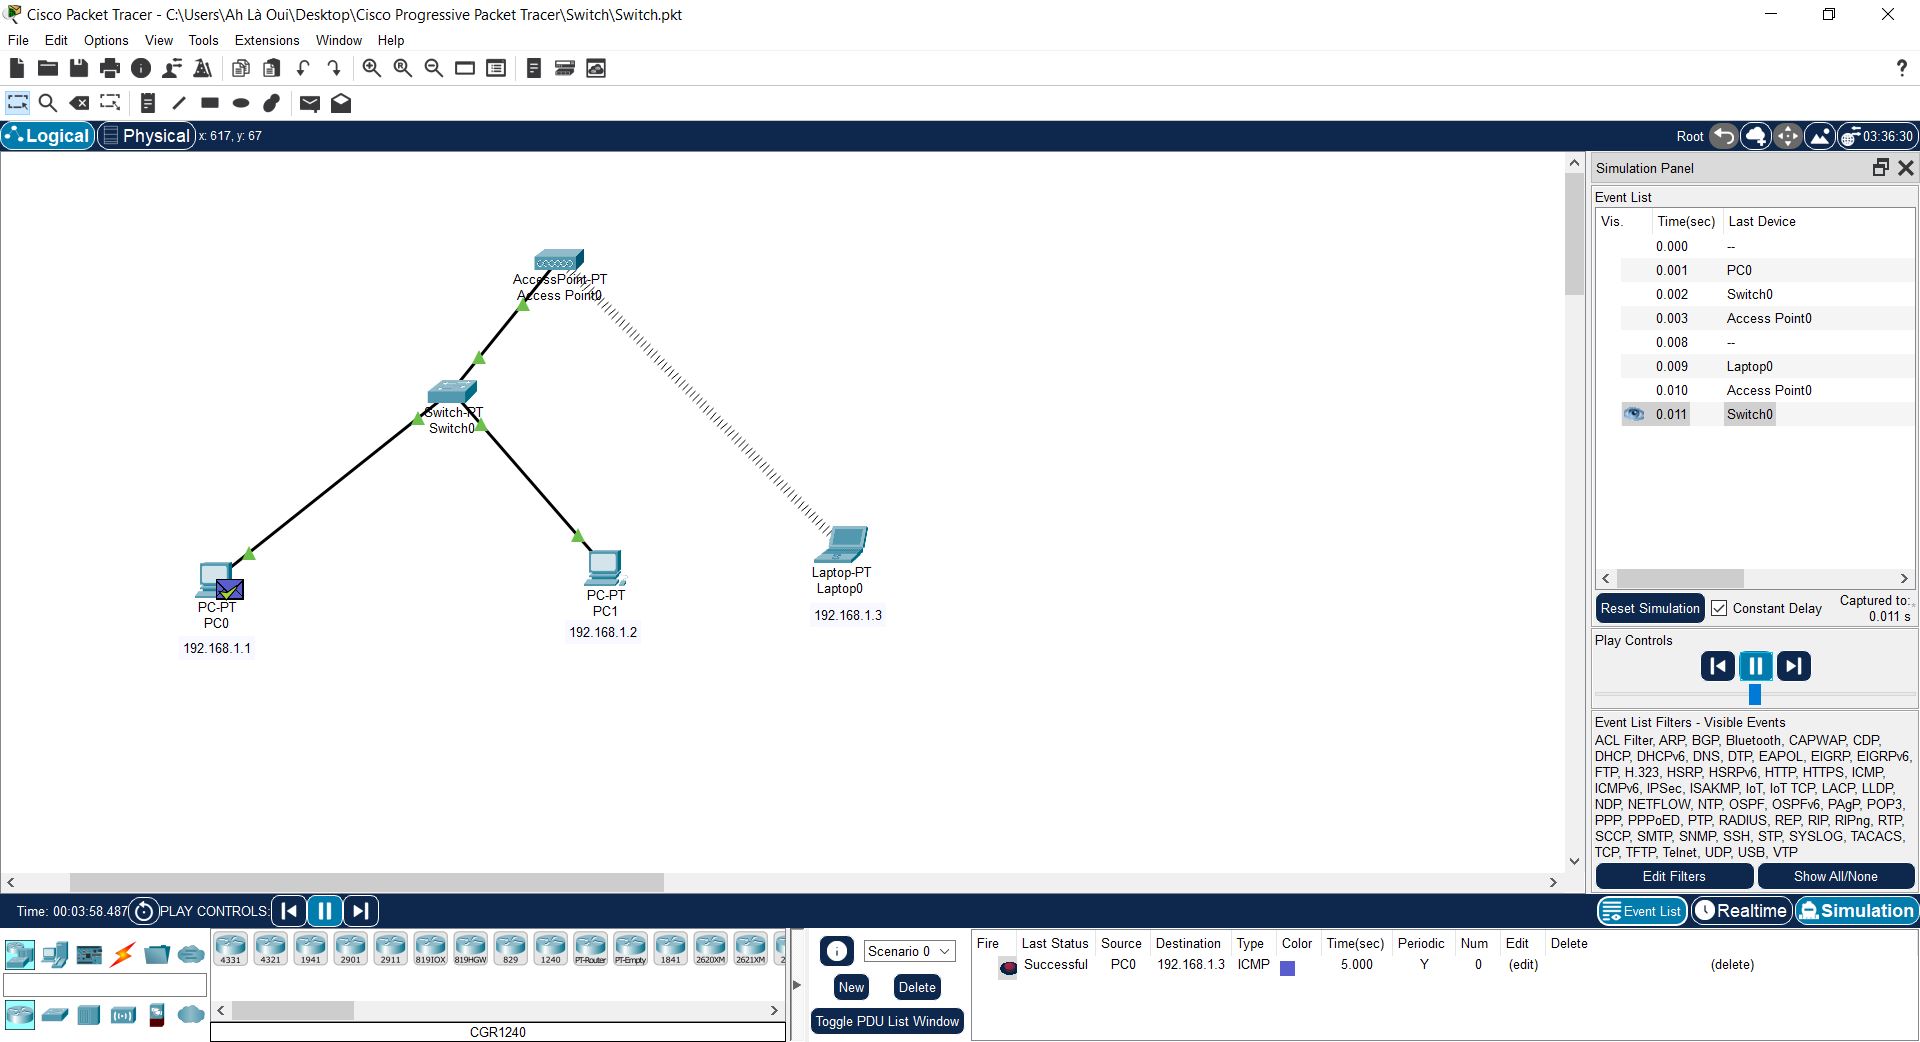 Cisco Packet Tracer - C:\Users\Ah Là Oui\Desktop\Cisco Progressive Packet Tracer\Switch\Switch.pkt
File Edit Options View Tools Extensions Window Help
?
Logical Physical x: 617, y: 67 Root 03:36:30
Simulation Panel
Event List
Vis. Time(sec) Last Device
0.000 --
0.001 PC0
0.002 Switch0
0.003 Access Point0
0.008 --
0.009 Laptop0
0.010 Access Point0
0.011 Switch0
AccessPoint-PT
Access Point0
Switch-PT
Switch0
PC-PT
PC0
192.168.1.1
PC-PT
PC1
192.168.1.2
Laptop-PT
Laptop0
192.168.1.3
Reset Simulation Constant Delay Captured to:
0.011 s
Play Controls
Event List Filters - Visible Events
ACL Filter, ARP, BGP, Bluetooth, CAPWAP, CDP,
DHCP, DHCPv6, DNS, DTP, EAPOL, EIGRP, EIGRPv6,
FTP, H.323, HSRP, HSRPv6, HTTP, HTTPS, ICMP,
ICMPv6, IPSec, ISAKMP, IoT, IoT TCP, LACP, LLDP,
NDP, NETFLOW, NTP, OSPF, OSPFv6, PAgP, POP3,
PPP, PPPoED, PTP, RADIUS, REP, RIP, RIPng, RTP,
SCCP, SMTP, SNMP, SSH, STP, SYSLOG, TACACS,
TCP, TFTP, Telnet, UDP, USB, VTP
Edit Filters Show All/None
Time: 00:03:58.487 PLAY CONTROLS: Event List Realtime Simulation
4331 4321 1941 2901 2911 819IOX 819HGW 829 1240 PT-Router PT-Empty 1841 2620XM 2621XM 2
CGR1240
Scenario 0
New Delete
Toggle PDU List Window
Fire Last Status Source Destination Type Color Time(sec) Periodic Num Edit Delete
Successful PC0 192.168.1.3 ICMP 5.000 Y 0 (edit) (delete)